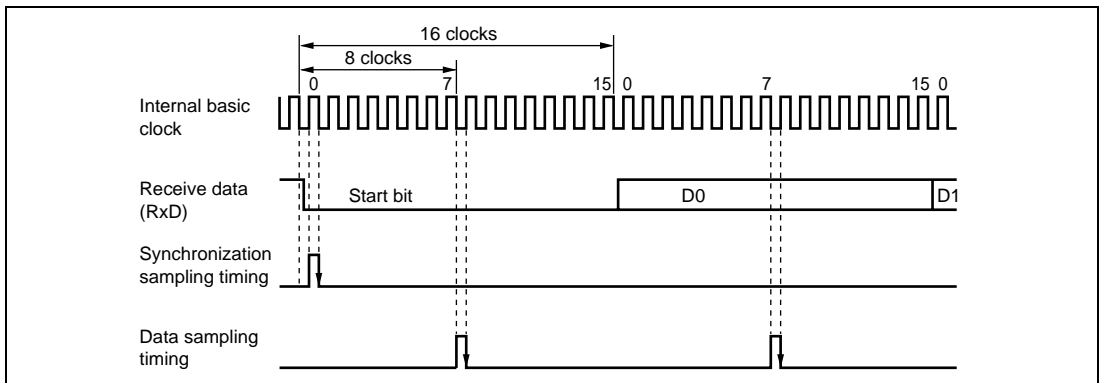 16 clocks
8 clocks
0 7 15 0 7 15 0
Internal basic
clock
Receive data
(RxD)
Start bit D0 D1
Synchronization
sampling timing
Data sampling
timing